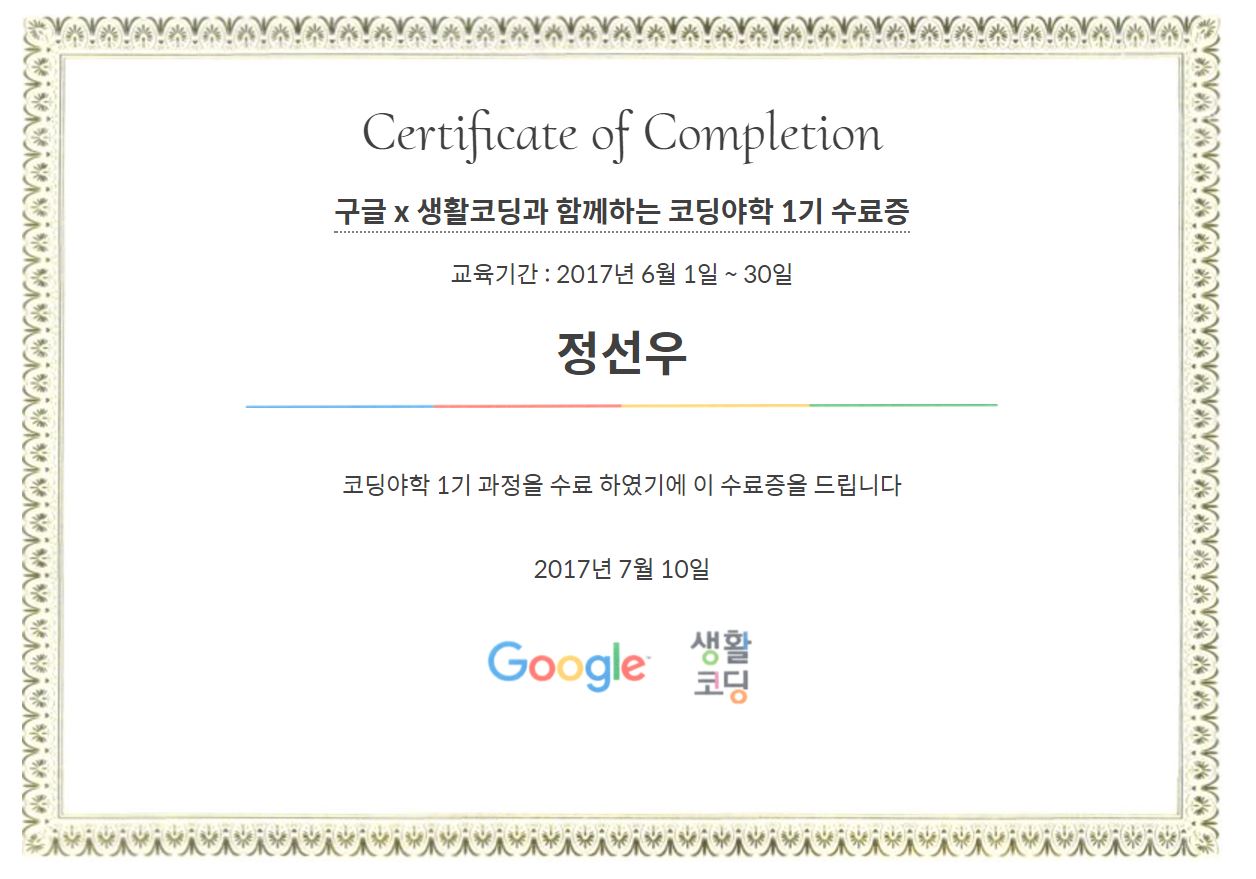 Certificate of Completion
구글 x 생활코딩과 함께하는 코딩야학 1기 수료증
교육기간 : 2017년 6월 1일 ~ 30일
정선우
코딩야학 1기 과정을 수료 하였기에 이 수료증을 드립니다
2017년 7월 10일
Google™ 생활
코딩